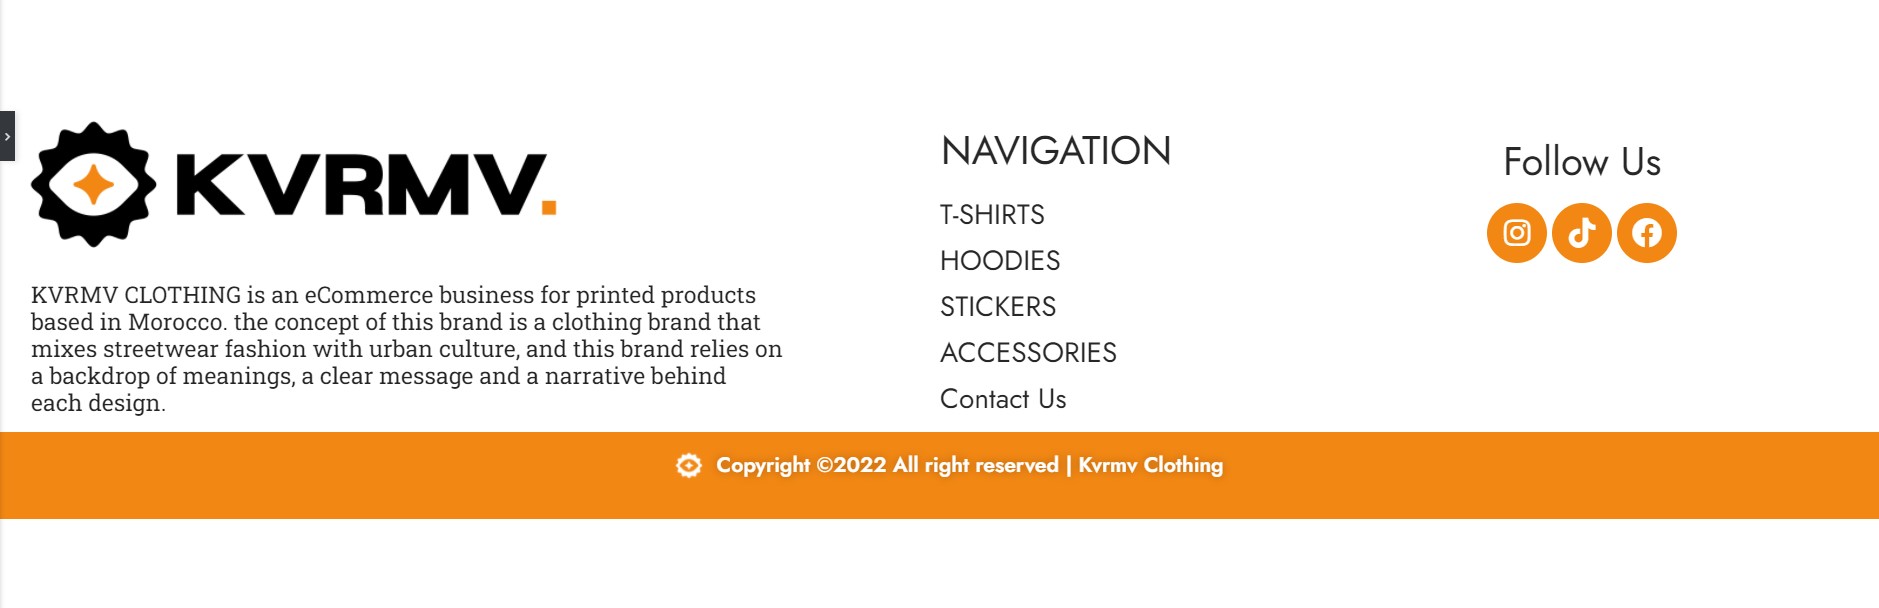 KVRMV.
KVRMV CLOTHING is an eCommerce business for printed products
based in Morocco. the concept of this brand is a clothing brand that
mixes streetwear fashion with urban culture, and this brand relies on
a backdrop of meanings, a clear message and a narrative behind
each design.
NAVIGATION
T-SHIRTS
HOODIES
STICKERS
ACCESSORIES
Contact Us
Follow Us
Copyright ©2022 All right reserved | Kvrmv Clothing